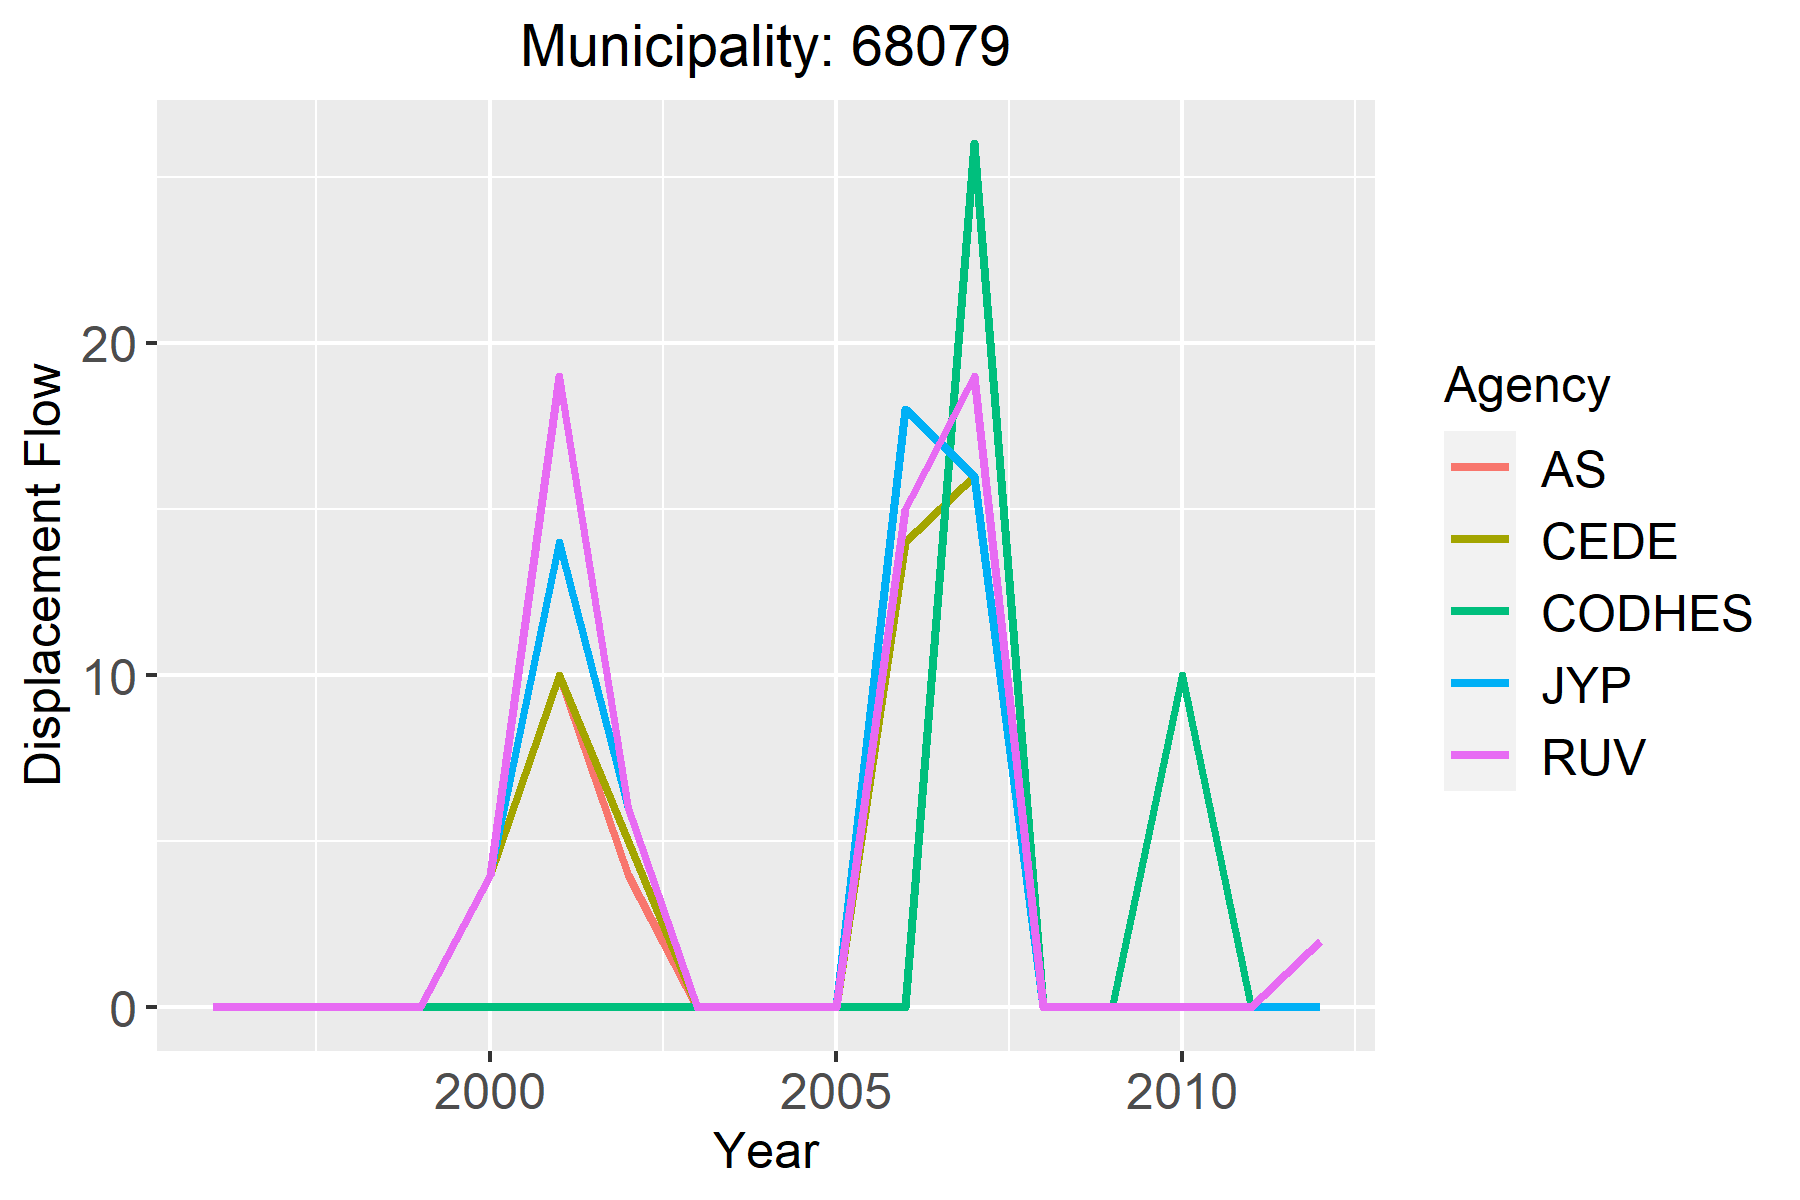 Municipality: 68079
Displacement Flow
20
10
0
2000 2005 2010
Year
Agency
AS
CEDE
CODHES
JYP
RUV